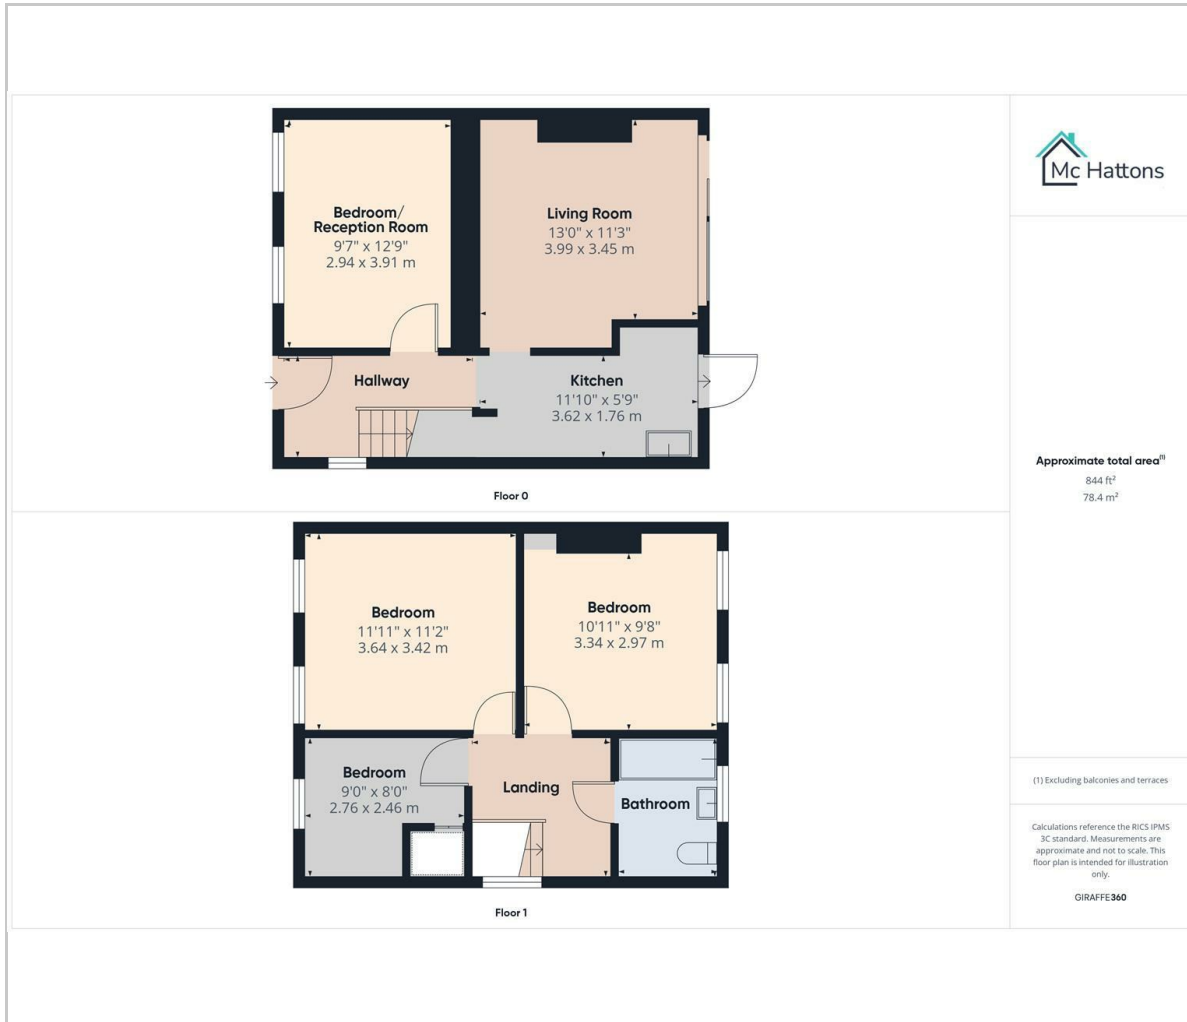 Bedroom/
Reception Room
9'7" x 12'9"
2.94 x 3.91 m
Living Room
13'0" x 11'3"
3.99 x 3.45 m
Hallway
Kitchen
11'10" x 5'9"
3.62 x 1.76 m
Floor 0
Bedroom
11'11" x 11'2"
3.64 x 3.42 m
Bedroom
10'11" x 9'8"
3.34 x 2.97 m
Bedroom
9'0" x 8'0"
2.76 x 2.46 m
Landing
Bathroom
Floor 1
Mc Hattons
Approximate total area(1)
844 ft²
78.4 m²
(1) Excluding balconies and terraces
Calculations reference the RICS IPMS
3C standard. Measurements are
approximate and not to scale. This
floor plan is intended for illustration
only.
GIRAFFE360